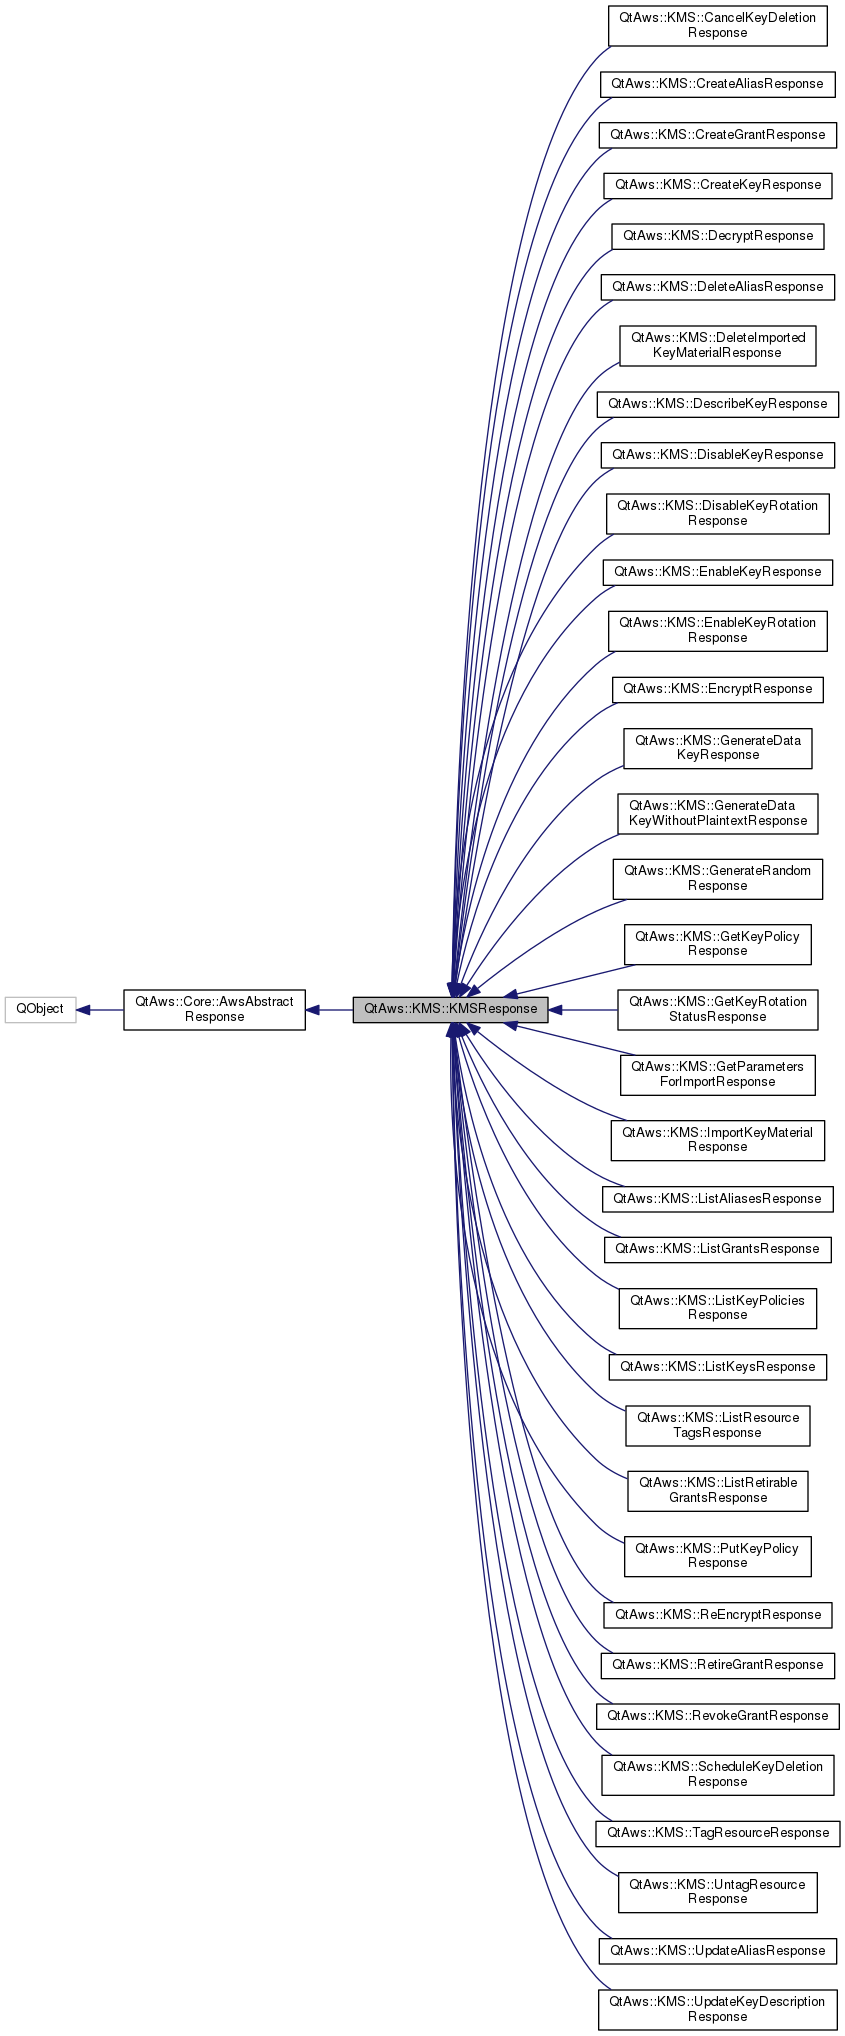 QtAws::KMS::CancelKeyDeletion
Response
QtAws::KMS::CreateAliasResponse
QtAws::KMS::CreateGrantResponse
QtAws::KMS::CreateKeyResponse
QtAws::KMS::DecryptResponse
QtAws::KMS::DeleteAliasResponse
QtAws::KMS::DeleteImported
KeyMaterialResponse
QtAws::KMS::DescribeKeyResponse
QtAws::KMS::DisableKeyResponse
QtAws::KMS::DisableKeyRotation
Response
QtAws::KMS::EnableKeyResponse
QtAws::KMS::EnableKeyRotation
Response
QtAws::KMS::EncryptResponse
QtAws::KMS::GenerateData
KeyResponse
QtAws::KMS::GenerateData
KeyWithoutPlaintextResponse
QtAws::KMS::GenerateRandom
Response
QtAws::KMS::GetKeyPolicy
Response
QObject
QtAws::Core::AwsAbstract
Response
QtAws::KMS::KMSResponse
QtAws::KMS::GetKeyRotation
StatusResponse
QtAws::KMS::GetParameters
ForImportResponse
QtAws::KMS::ImportKeyMaterial
Response
QtAws::KMS::ListAliasesResponse
QtAws::KMS::ListGrantsResponse
QtAws::KMS::ListKeyPolicies
Response
QtAws::KMS::ListKeysResponse
QtAws::KMS::ListResource
TagsResponse
QtAws::KMS::ListRetirable
GrantsResponse
QtAws::KMS::PutKeyPolicy
Response
QtAws::KMS::ReEncryptResponse
QtAws::KMS::RetireGrantResponse
QtAws::KMS::RevokeGrantResponse
QtAws::KMS::ScheduleKeyDeletion
Response
QtAws::KMS::TagResourceResponse
QtAws::KMS::UntagResource
Response
QtAws::KMS::UpdateAliasResponse
QtAws::KMS::UpdateKeyDescription
Response